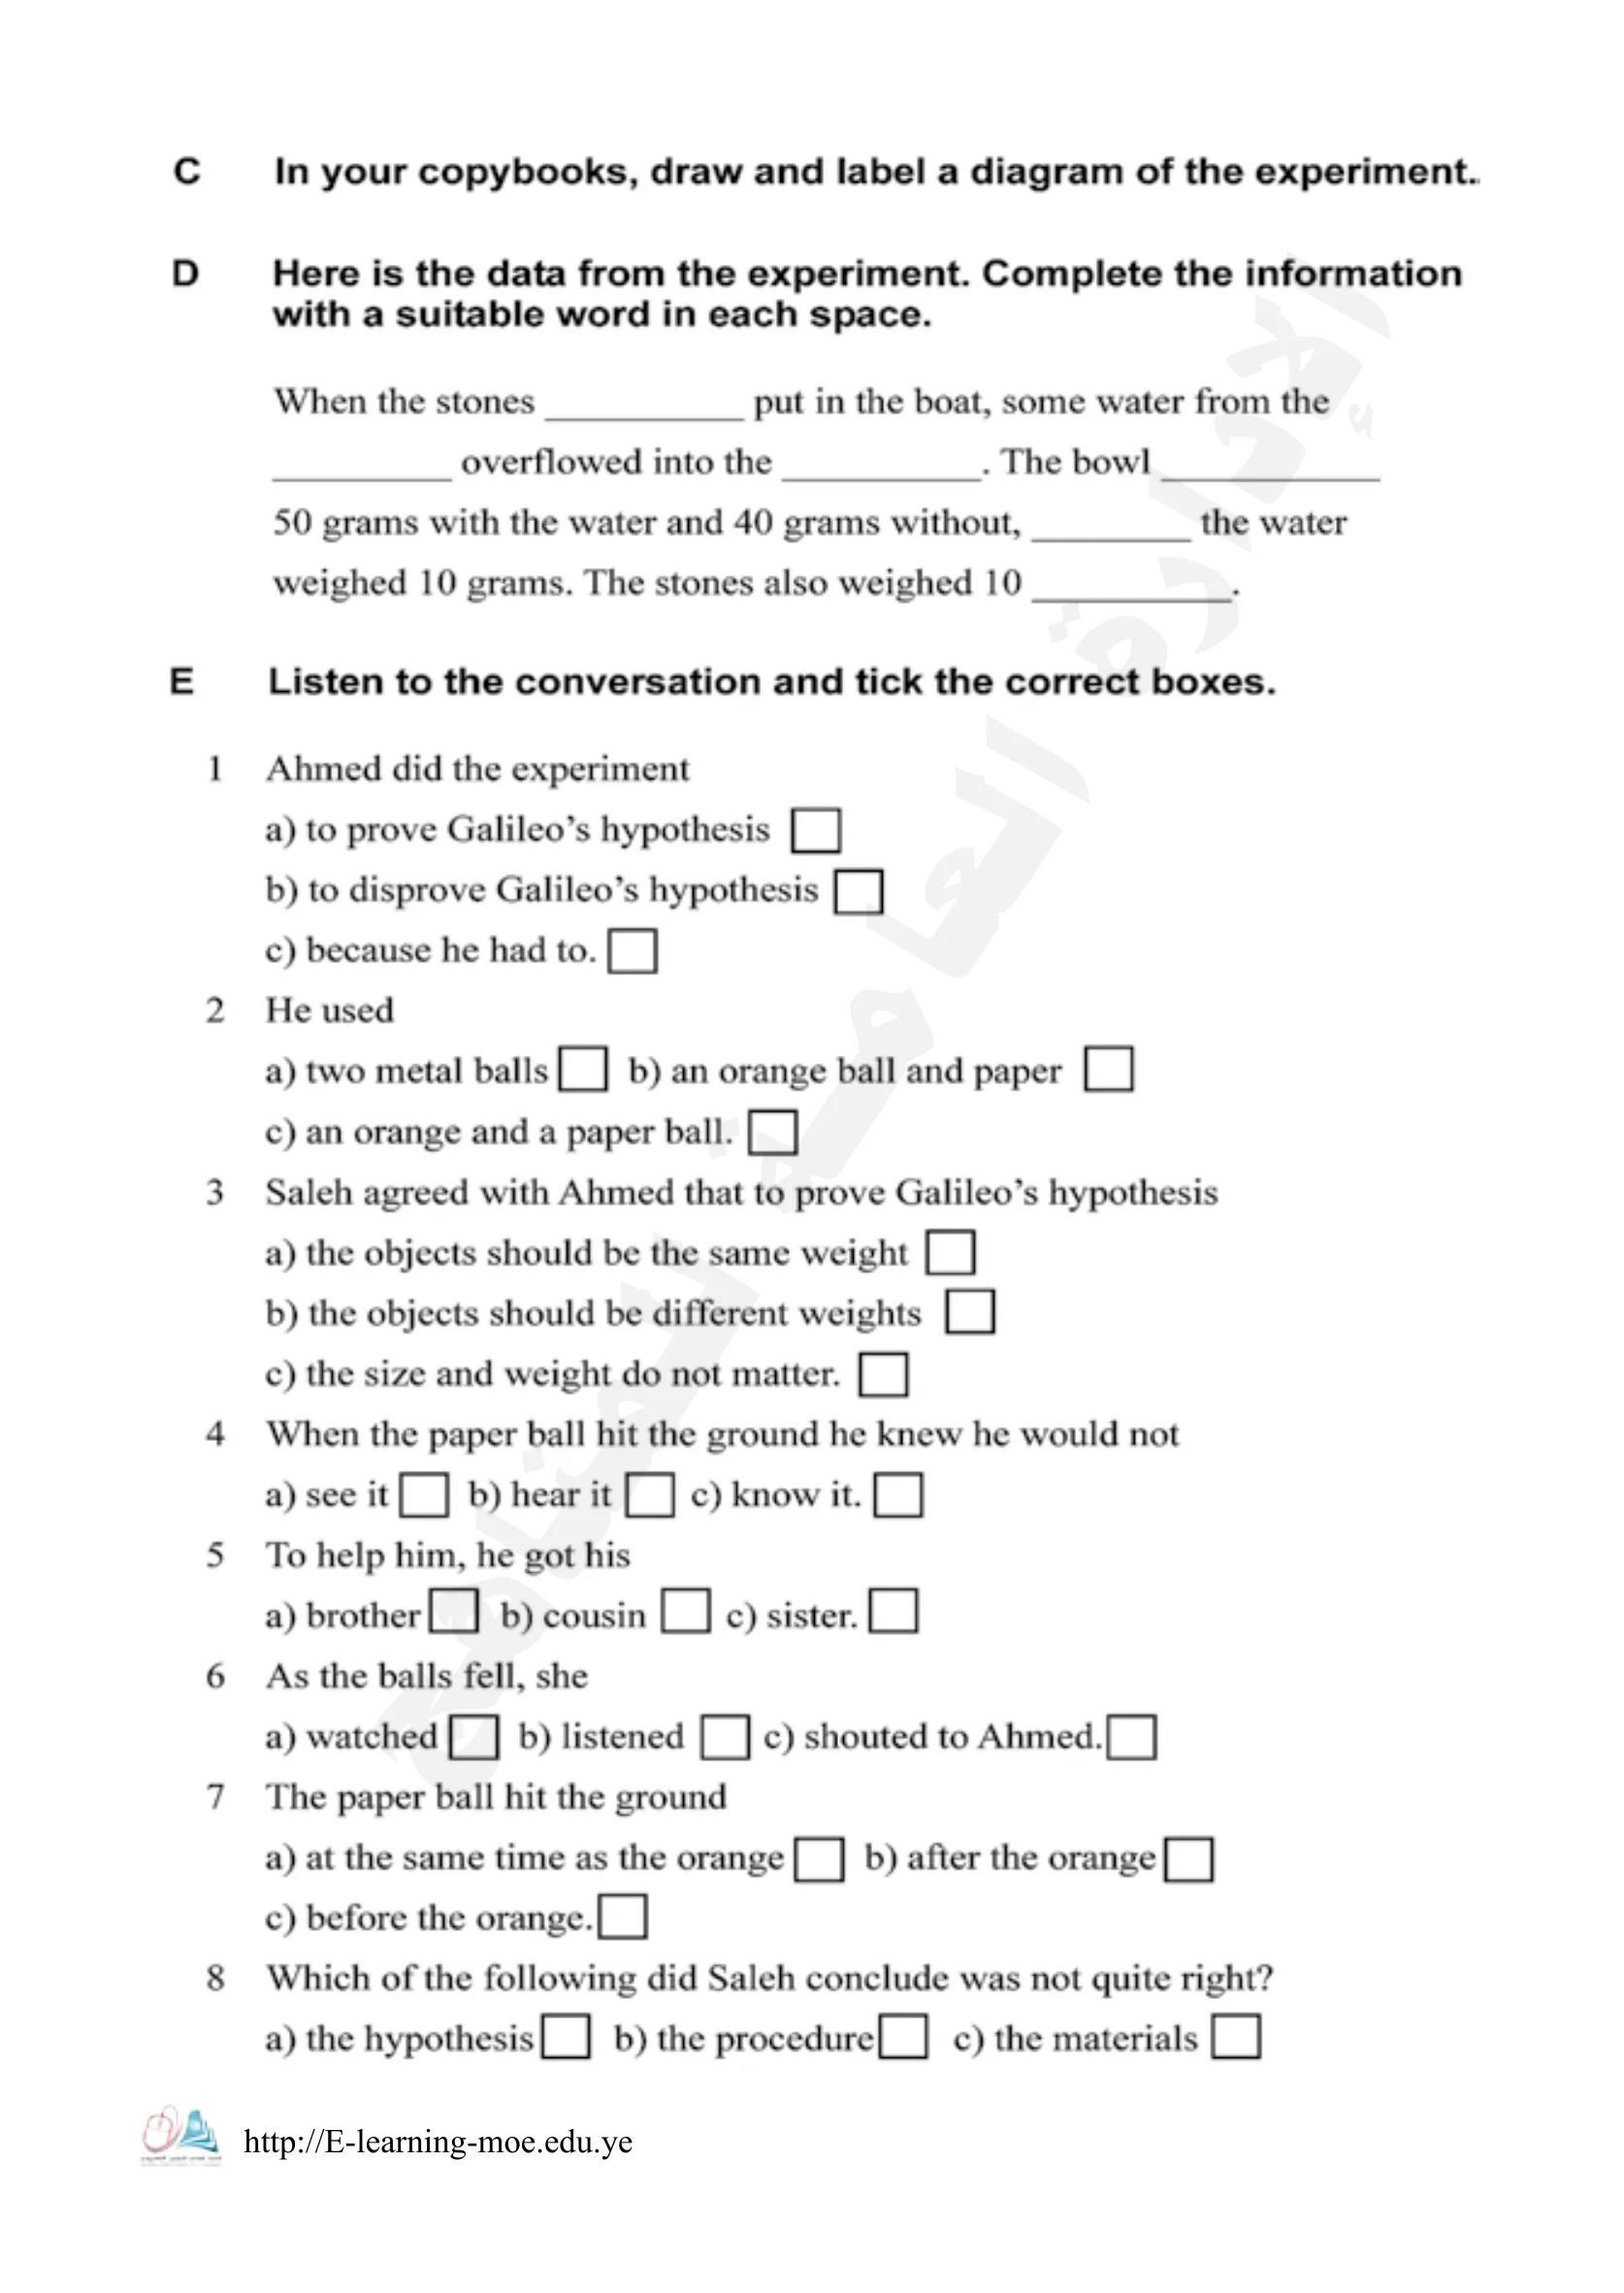 C In your copybooks, draw and label a diagram of the experiment.
D Here is the data from the experiment. Complete the information
with a suitable word in each space.
When the stones __________ put in the boat, some water from the
_________ overflowed into the __________. The bowl ___________
50 grams with the water and 40 grams without, ________ the water
weighed 10 grams. The stones also weighed 10 __________.
E Listen to the conversation and tick the correct boxes.
1 Ahmed did the experiment
a) to prove Galileo's hypothesis
b) to disprove Galileo's hypothesis
c) because he had to.
2 He used
a) two metal balls b) an orange ball and paper
c) an orange and a paper ball.
3 Saleh agreed with Ahmed that to prove Galileo's hypothesis
a) the objects should be the same weight
b) the objects should be different weights
c) the size and weight do not matter.
4 When the paper ball hit the ground he knew he would not
a) see it b) hear it c) know it.
5 To help him, he got his
a) brother b) cousin c) sister.
6 As the balls fell, she
a) watched b) listened c) shouted to Ahmed.
7 The paper ball hit the ground
a) at the same time as the orange b) after the orange
c) before the orange.
8 Which of the following did Saleh conclude was not quite right?
a) the hypothesis b) the procedure c) the materials
http://E-learning-moe.edu.ye
إدارة العامة للمناهج